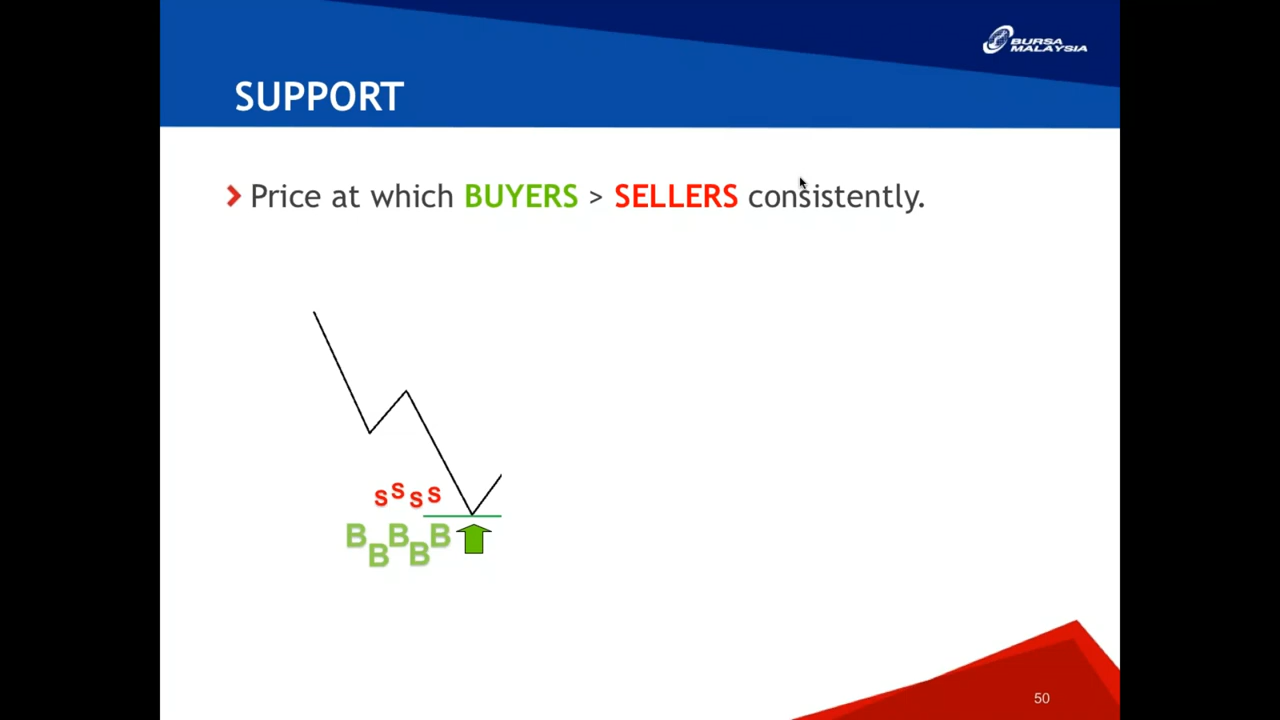 BURSA
MALAYSIA
SUPPORT
Price at which BUYERS > SELLERS consistently.
S S S S
B B B B B
50